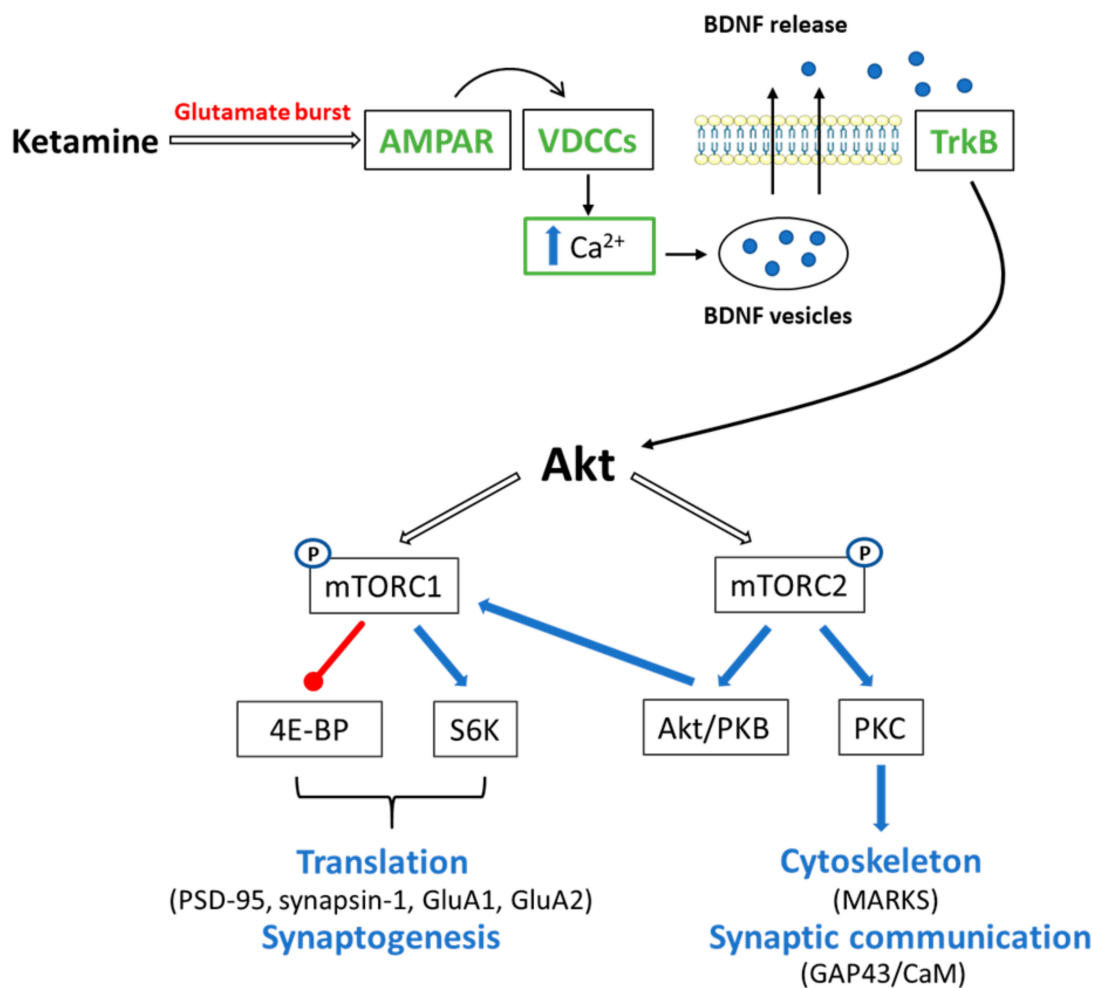 BDNF release
Glutamate burst
Ketamine
AMPAR
VDCCs
TrkB
Ca²⁺
BDNF vesicles
Akt
P
mTORC1
P
mTORC2
4E-BP
S6K
Akt/PKB
PKC
Translation
(PSD-95, synapsin-1, GluA1, GluA2)
Synaptogenesis
Cytoskeleton
(MARKS)
Synaptic communication
(GAP43/CaM)